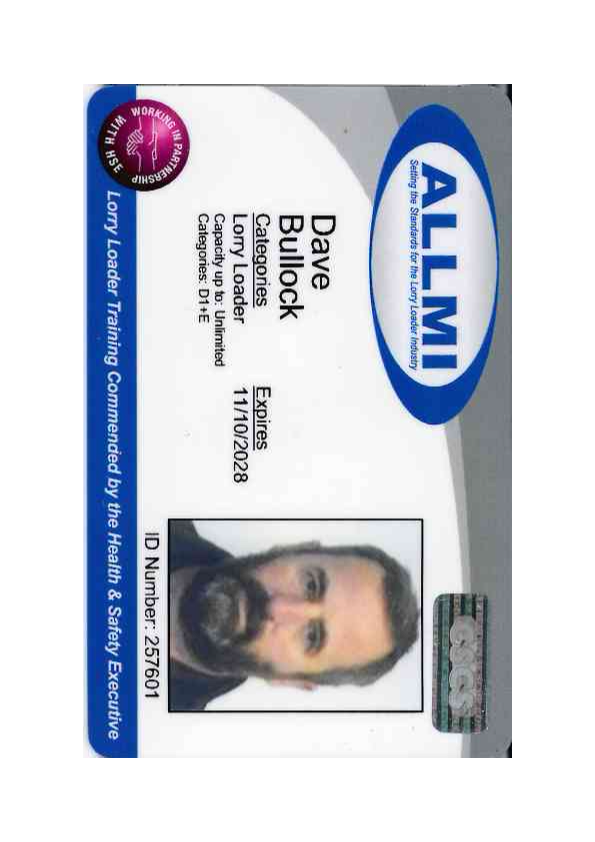 ALLMI
Setting the Standards for the Lorry Loader Industry
CSCS
Dave
Bullock
Categories Expires
Lorry Loader 11/10/2028
Capacity up to: Unlimited
Categories: D1+E
ID Number: 257601
WORKING IN PARTNERSHIP
WITH HSE
Lorry Loader Training Commended by the Health & Safety Executive